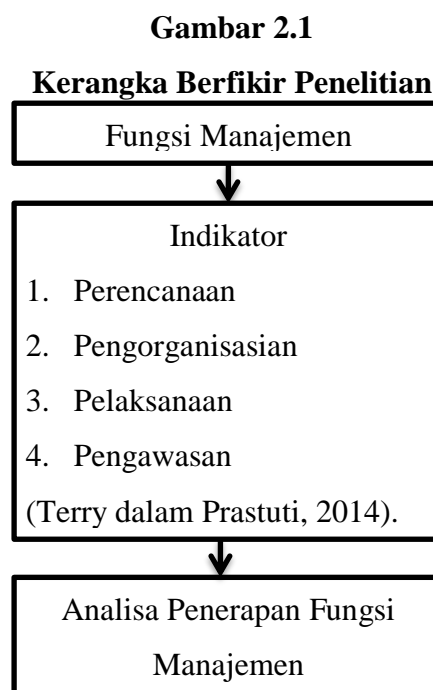 Gambar 2.1
Kerangka Berfikir Penelitian
Fungsi Manajemen
Indikator
1. Perencanaan
2. Pengorganisasian
3. Pelaksanaan
4. Pengawasan
(Terry dalam Prastuti, 2014).
Analisa Penerapan Fungsi
Manajemen